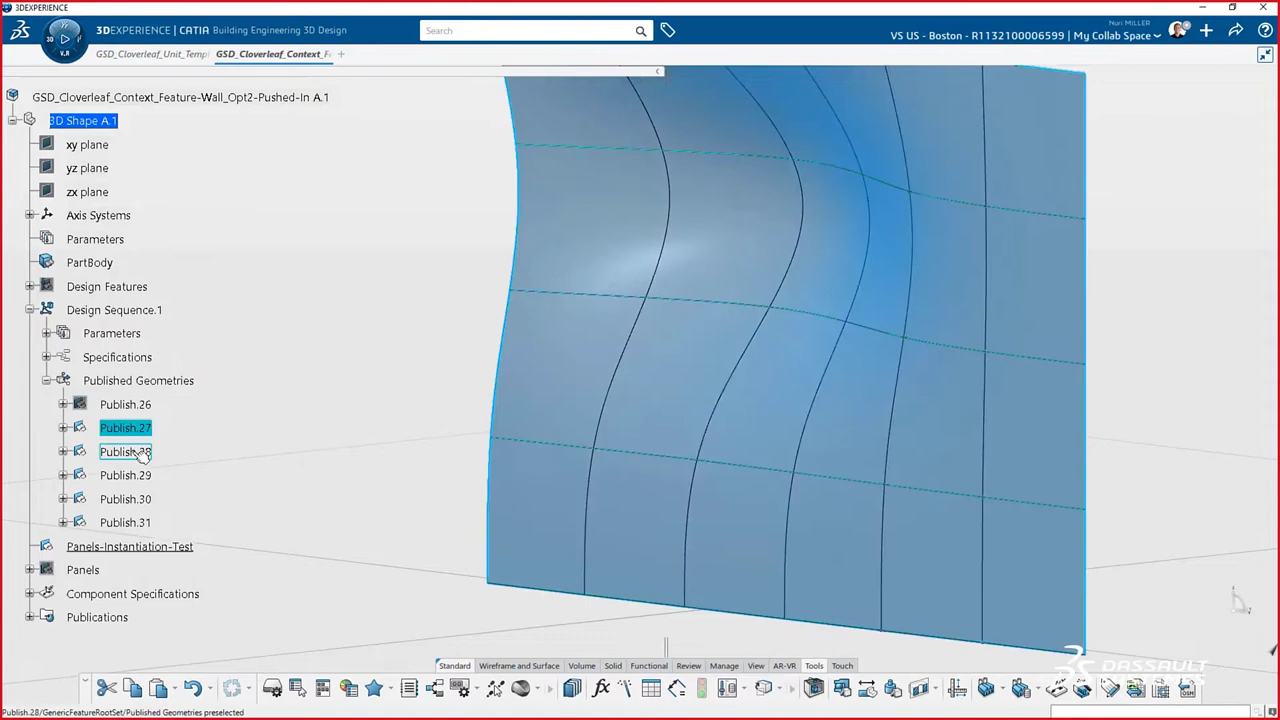 3DEXPERIENCE
3DEXPERIENCE | CATIA Building Engineering 3D Design
Search
Nuri MILLER
VS US - Boston - R1132100006599 | My Collab Space
V.R
GSD_Cloverleaf_Unit_Templ
GSD_Cloverleaf_Context_Fe
GSD_Cloverleaf_Context_Feature-Wall_Opt2-Pushed-In A.1
3D Shape A.1
xy plane
yz plane
zx plane
Axis Systems
Parameters
PartBody
Design Features
Design Sequence.1
Parameters
Specifications
Published Geometries
Publish.26
Publish.27
Publish.28
Publish.29
Publish.30
Publish.31
Panels-Instantiation-Test
Panels
Component Specifications
Publications
Standard Wireframe and Surface Volume Solid Functional Review Manage View AR-VR Tools Touch
DASSAULT
Publish.28/GenericFeatureRootSet/Published Geometries preselected